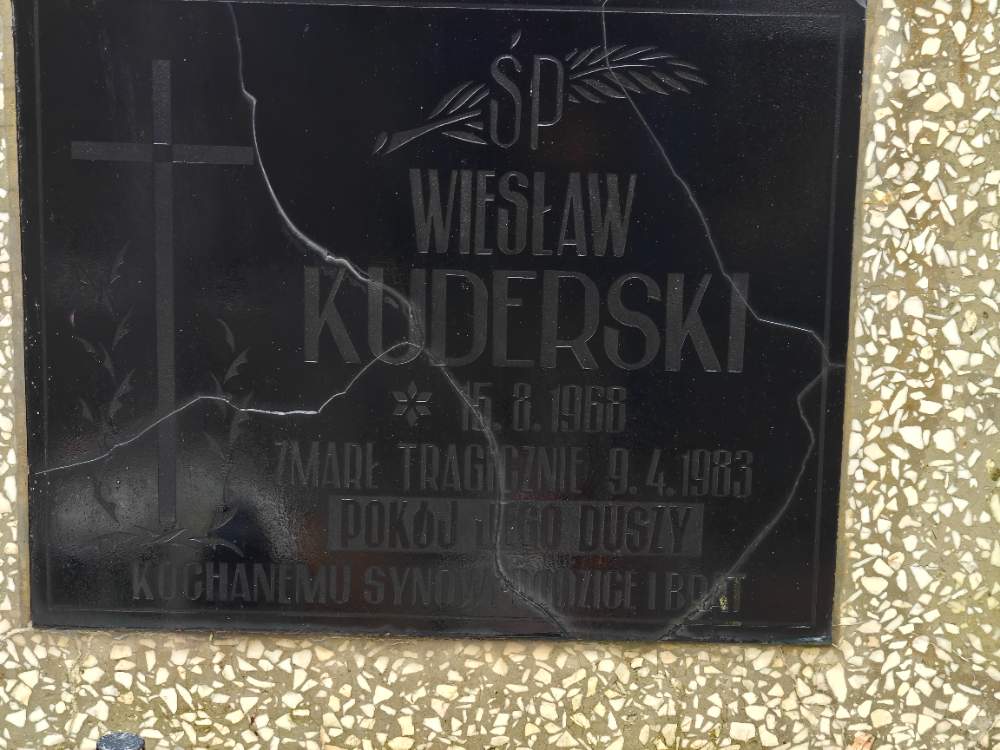 ŚP
WIESŁAW
KUDERSKI
* 15.8.1968
ZMARŁ TRAGICZNIE 9.4.1983
POKÓJ JEGO DUSZY
KOCHANEMU SYNOWI RODZICE I BRAT